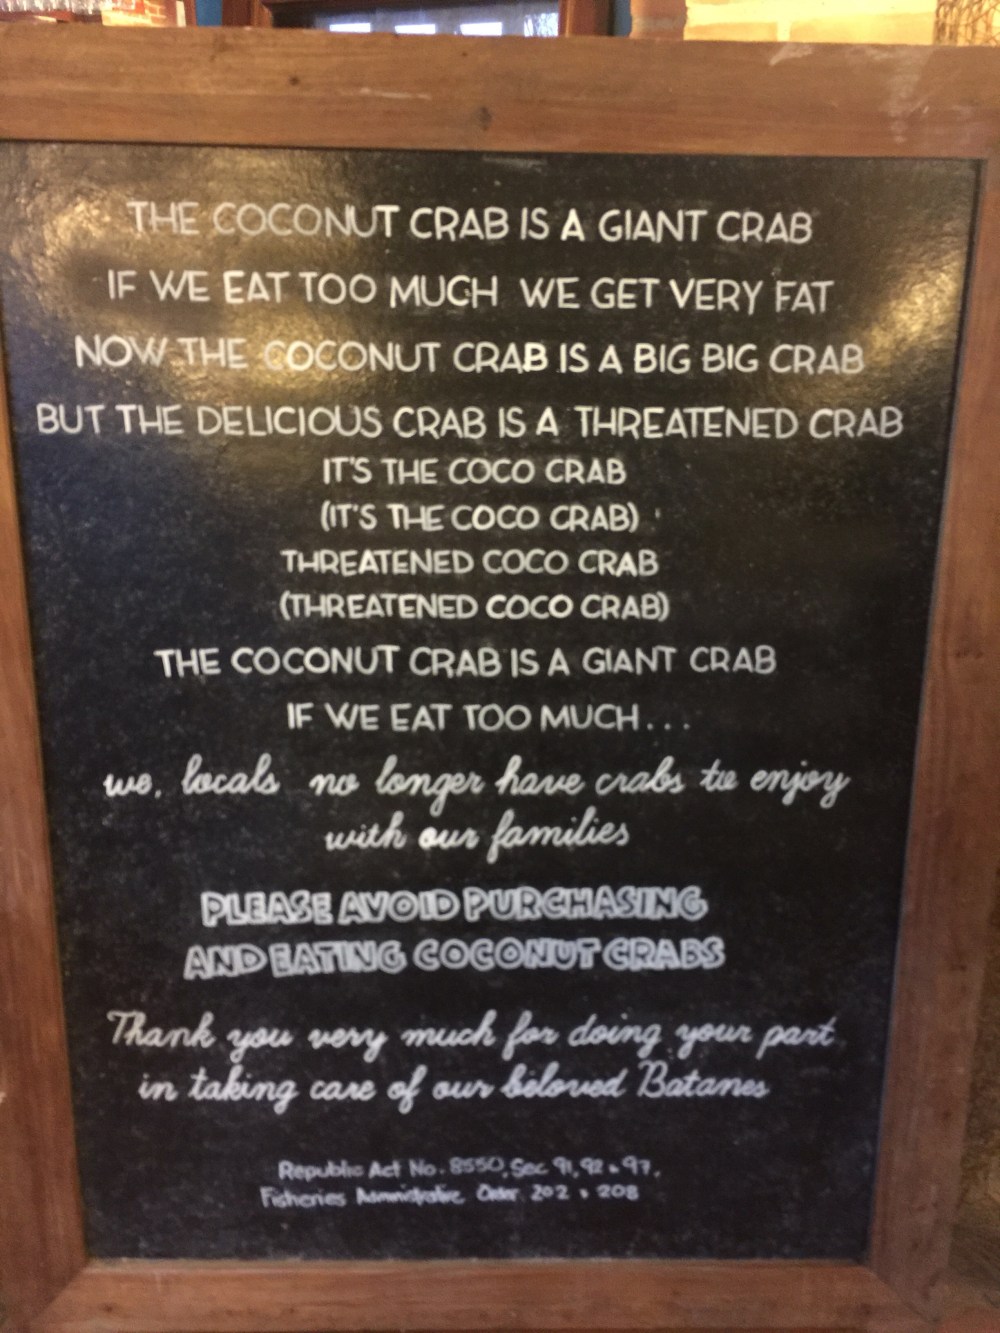 THE COCONUT CRAB IS A GIANT CRAB
IF WE EAT TOO MUCH WE GET VERY FAT
NOW THE COCONUT CRAB IS A BIG BIG CRAB
BUT THE DELICIOUS CRAB IS A THREATENED CRAB
IT'S THE COCO CRAB
(IT'S THE COCO CRAB)
THREATENED COCO CRAB
(THREATENED COCO CRAB)
THE COCONUT CRAB IS A GIANT CRAB
IF WE EAT TOO MUCH...
we, locals no longer have crabs to enjoy
with our families
PLEASE AVOID PURCHASING
AND EATING COCONUT CRABS
Thank you very much for doing your part
in taking care of our beloved Batanes
Republic Act No. 8550, Sec 91, 92 & 97,
Fisheries Administrative Order 202 & 208